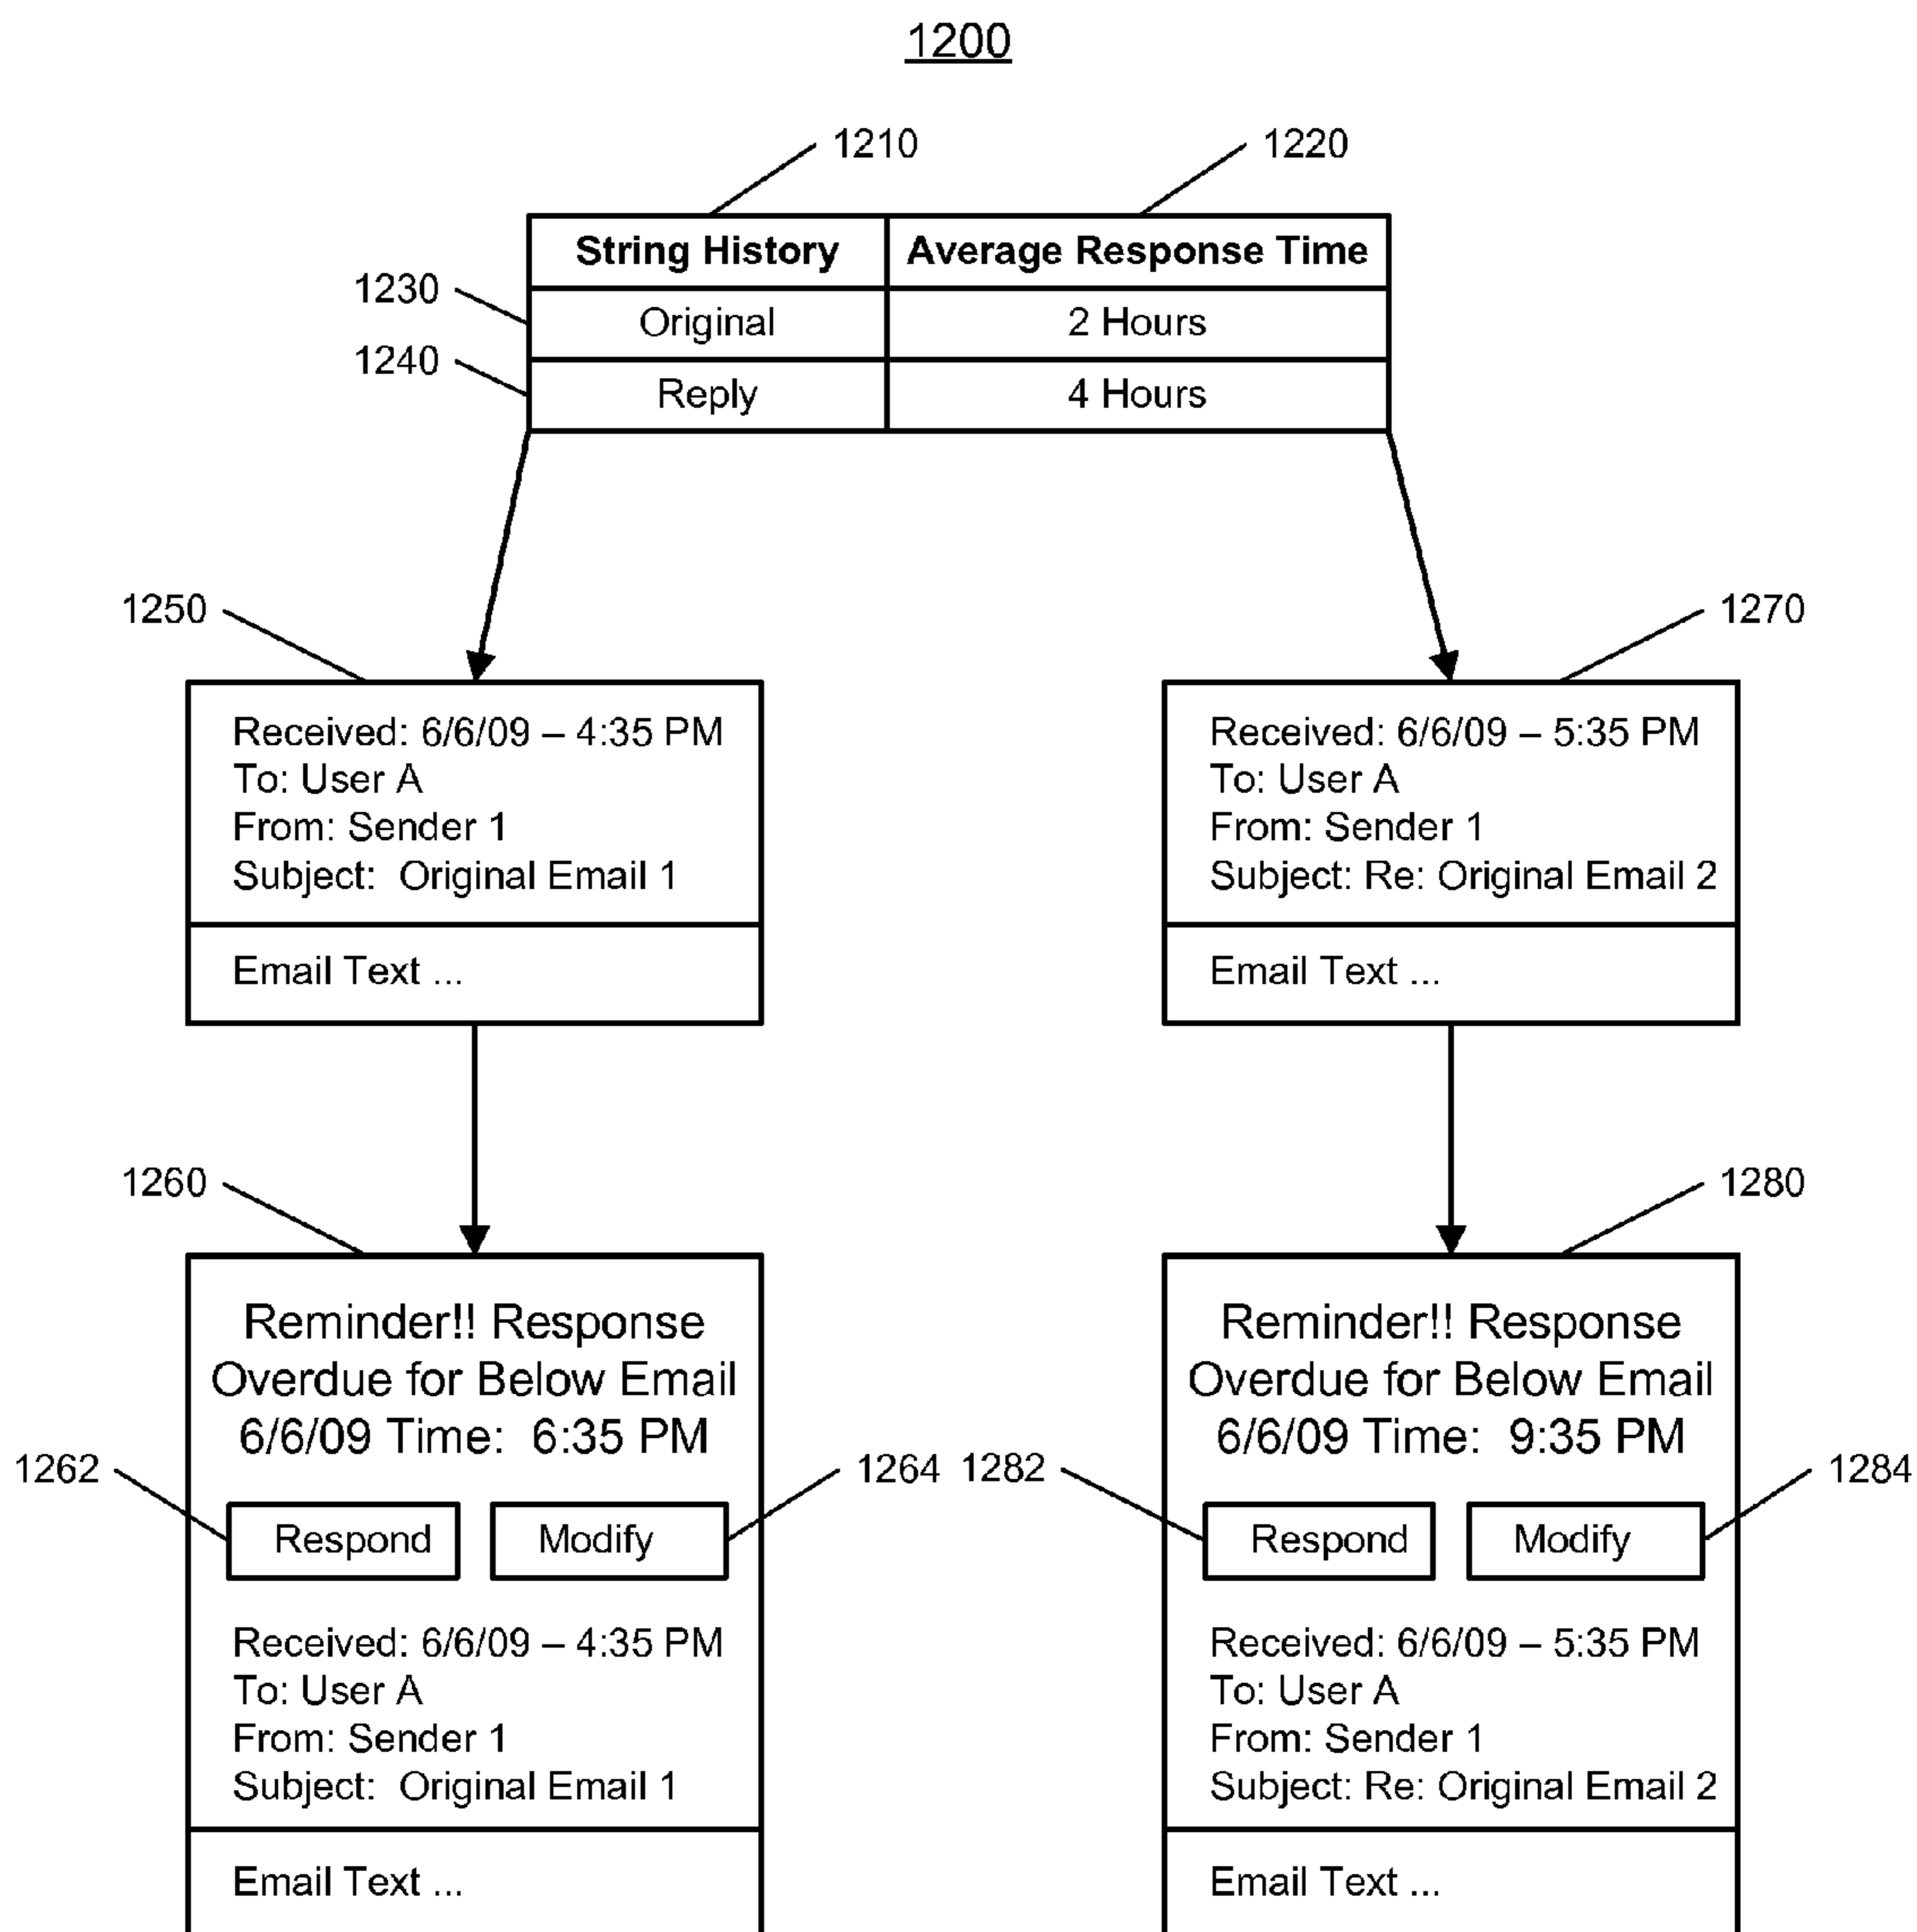 1200
1210 1220
String History Average Response Time
1230
Original 2 Hours
1240
Reply 4 Hours
1250
Received: 6/6/09 – 4:35 PM
To: User A
From: Sender 1
Subject:  Original Email 1
Email Text ...
1270
Received: 6/6/09 – 5:35 PM
To: User A
From: Sender 1
Subject: Re: Original Email 2
Email Text ...
1260
Reminder!! Response
Overdue for Below Email
6/6/09 Time:  6:35 PM
1262 1264
Respond Modify
Received: 6/6/09 – 4:35 PM
To: User A
From: Sender 1
Subject:  Original Email 1
Email Text ...
1280
Reminder!! Response
Overdue for Below Email
6/6/09 Time:  9:35 PM
1282 1284
Respond Modify
Received: 6/6/09 – 5:35 PM
To: User A
From: Sender 1
Subject: Re: Original Email 2
Email Text ...